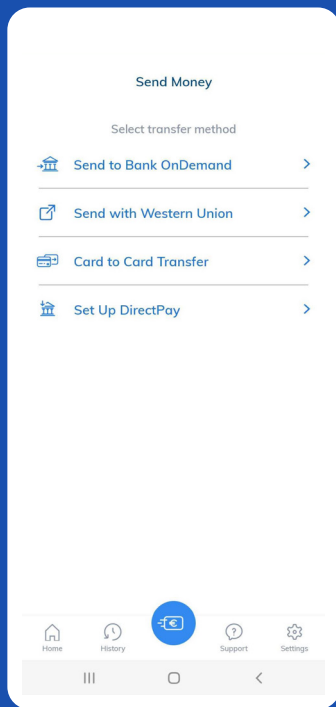 Send Money
Select transfer method
Send to Bank OnDemand
Send with Western Union
Card to Card Transfer
Set Up DirectPay
Home
History
Support
Settings